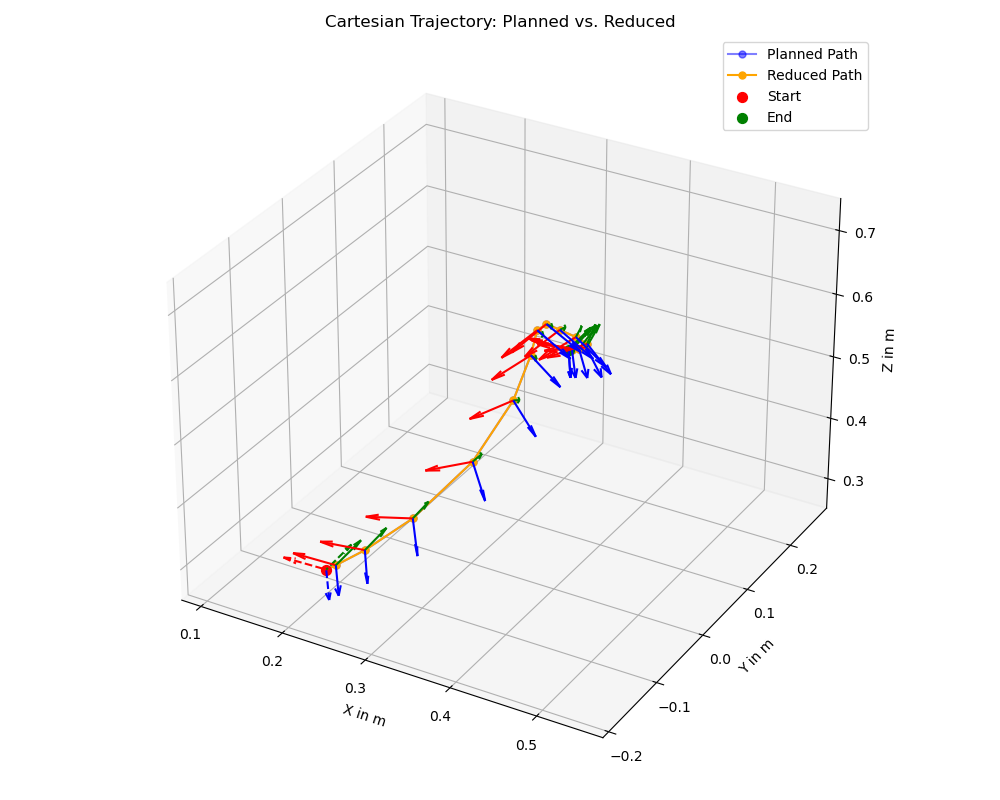 Cartesian Trajectory: Planned vs. Reduced
Planned Path
Reduced Path
Start
End
0.7
0.6
0.5
0.4
0.3
Z in m
0.2
0.1
0.0
−0.1
−0.2
Y in m
0.1
0.2
0.3
0.4
0.5
X in m